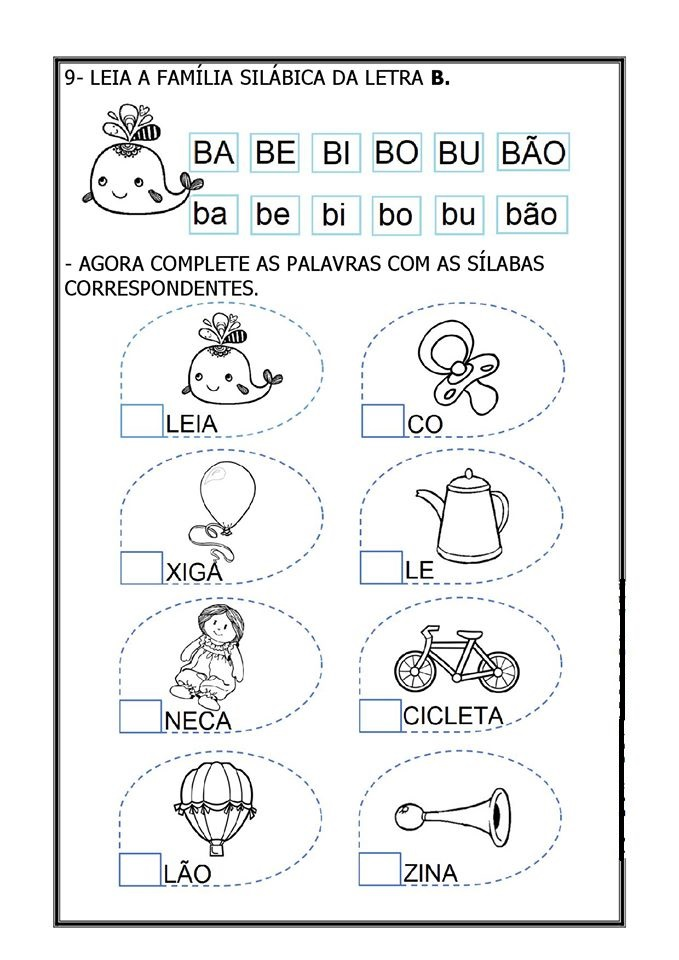 9- LEIA A FAMÍLIA SILÁBICA DA LETRA B.
BA BE BI BO BU BÃO
ba be bi bo bu bão
- AGORA COMPLETE AS PALAVRAS COM AS SÍLABAS
CORRESPONDENTES.
LEIA
CO
XIGA
LE
NECA
CICLETA
LÃO
ZINA